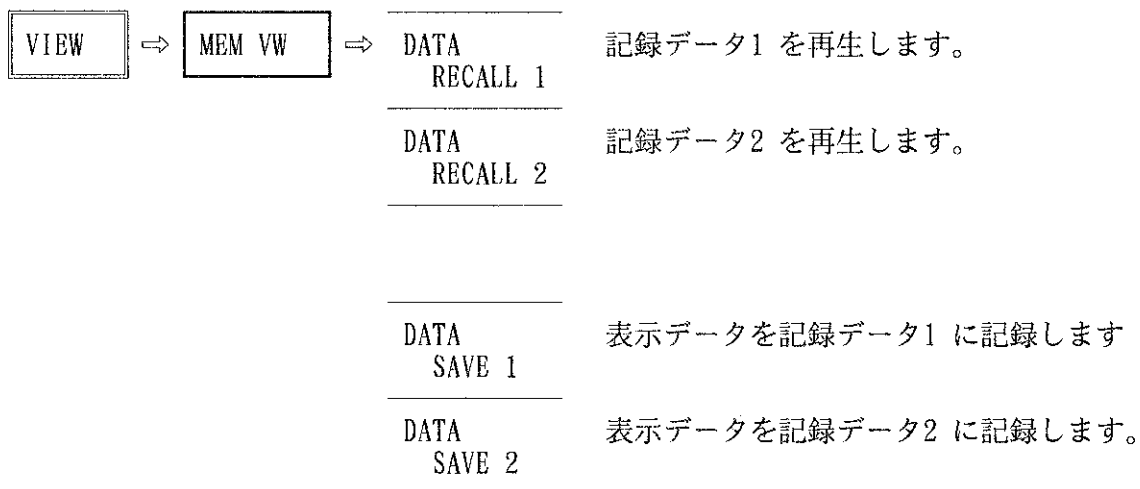 VIEW ⇨ MEM VW ⇨ DATA 記録データ1 を再生します。
RECALL 1
DATA 記録データ2 を再生します。
RECALL 2
DATA 表示データを記録データ1 に記録します
SAVE 1
DATA 表示データを記録データ2 に記録します。
SAVE 2